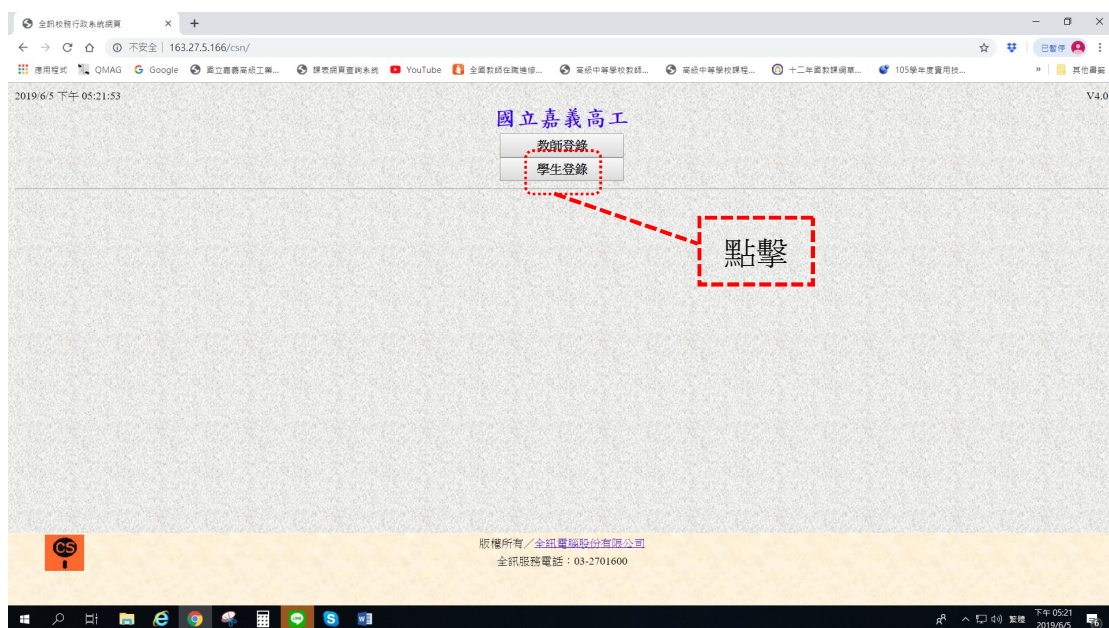 全訊校務行政系統網頁
不安全 | 163.27.5.166/csn/
已暫停
應用程式 QMAG Google 國立嘉義高級工業... 課表網頁查詢系統 YouTube 全國教師在職進修... 高級中等學校教師... 高級中等學校課程... 十二年國教課綱單... 105學年度實用技... » 其他書籤
2019/6/5 下午 05:21:53
V4.0
國立嘉義高工
教師登錄
學生登錄
點擊
CS
版權所有／全訊電腦股份有限公司
全訊服務電話：03-2701600
下午 05:21
繁體
2019/6/5